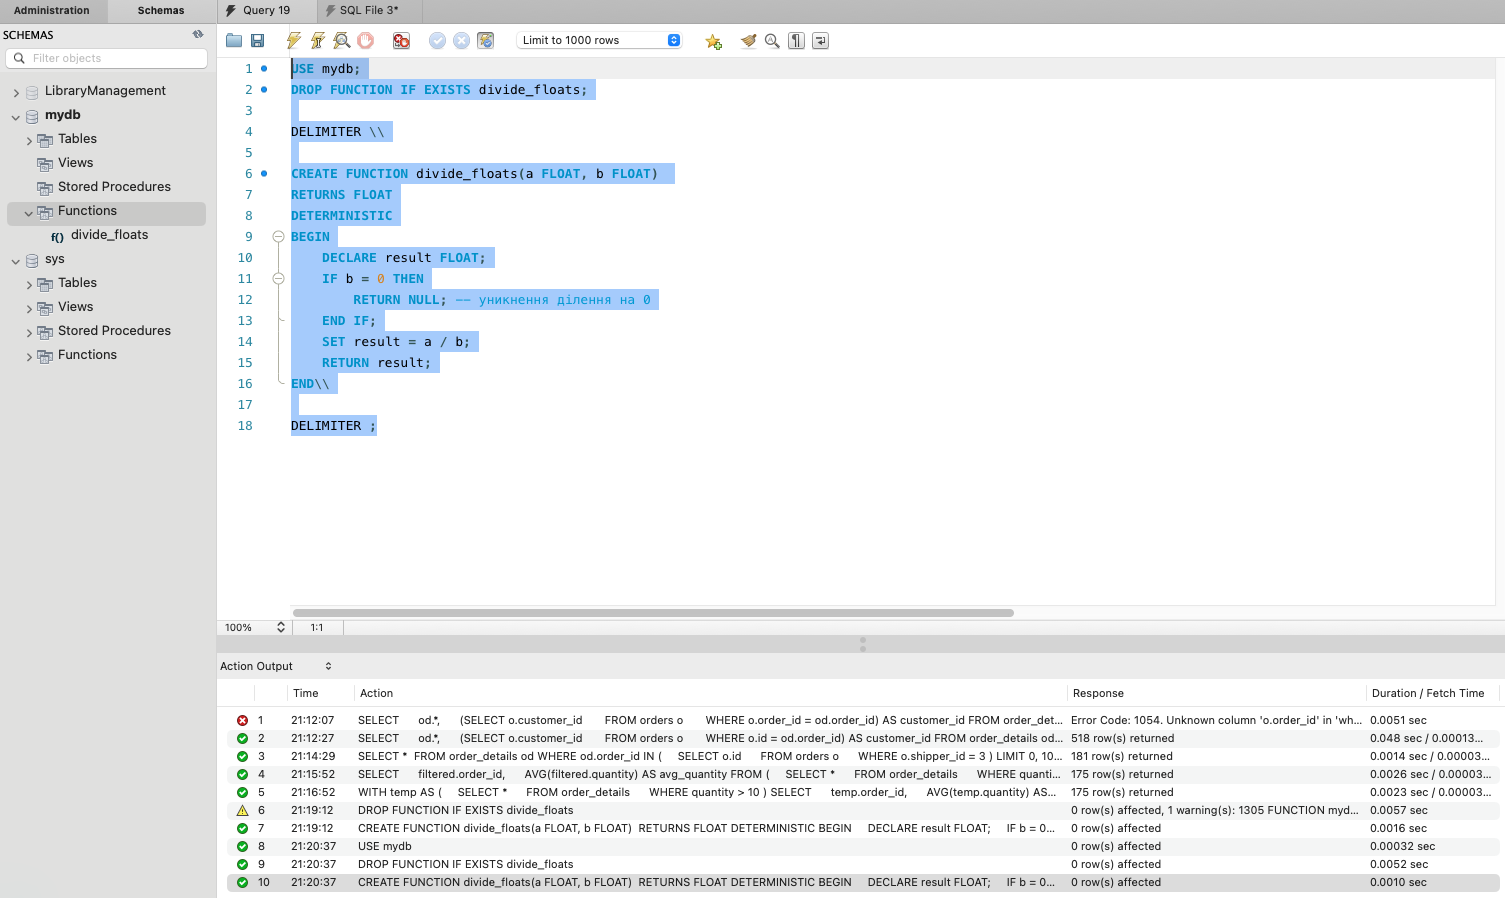 Administration Schemas Query 19 SQL File 3*
SCHEMAS
Filter objects
Limit to 1000 rows
LibraryManagement
mydb
Tables
Views
Stored Procedures
Functions
f() divide_floats
sys
Tables
Views
Stored Procedures
Functions
1 USE mydb;
2 DROP FUNCTION IF EXISTS divide_floats;
3
4 DELIMITER \\
5
6 CREATE FUNCTION divide_floats(a FLOAT, b FLOAT)
7 RETURNS FLOAT
8 DETERMINISTIC
9 BEGIN
10 DECLARE result FLOAT;
11 IF b = 0 THEN
12 RETURN NULL; -- уникнення ділення на 0
13 END IF;
14 SET result = a / b;
15 RETURN result;
16 END\\
17
18 DELIMITER ;
100% 1:1
Action Output
Time Action Response Duration / Fetch Time
1 21:12:07 SELECT od.*, (SELECT o.customer_id FROM orders o WHERE o.order_id = od.order_id) AS customer_id FROM order_det... Error Code: 1054. Unknown column 'o.order_id' in 'wh... 0.0051 sec
2 21:12:27 SELECT od.*, (SELECT o.customer_id FROM orders o WHERE o.id = od.order_id) AS customer_id FROM order_details od... 518 row(s) returned 0.048 sec / 0.00013...
3 21:14:29 SELECT * FROM order_details od WHERE od.order_id IN ( SELECT o.id FROM orders o WHERE o.shipper_id = 3 ) LIMIT 0, 10... 181 row(s) returned 0.0014 sec / 0.00003...
4 21:15:52 SELECT filtered.order_id, AVG(filtered.quantity) AS avg_quantity FROM ( SELECT * FROM order_details WHERE quanti... 175 row(s) returned 0.0026 sec / 0.00003...
5 21:16:52 WITH temp AS ( SELECT * FROM order_details WHERE quantity > 10 ) SELECT temp.order_id, AVG(temp.quantity) AS... 175 row(s) returned 0.0023 sec / 0.00003...
6 21:19:12 DROP FUNCTION IF EXISTS divide_floats 0 row(s) affected, 1 warning(s): 1305 FUNCTION myd... 0.0057 sec
7 21:19:12 CREATE FUNCTION divide_floats(a FLOAT, b FLOAT) RETURNS FLOAT DETERMINISTIC BEGIN DECLARE result FLOAT; IF b = 0... 0 row(s) affected 0.0016 sec
8 21:20:37 USE mydb 0 row(s) affected 0.00032 sec
9 21:20:37 DROP FUNCTION IF EXISTS divide_floats 0 row(s) affected 0.0052 sec
10 21:20:37 CREATE FUNCTION divide_floats(a FLOAT, b FLOAT) RETURNS FLOAT DETERMINISTIC BEGIN DECLARE result FLOAT; IF b = 0... 0 row(s) affected 0.0010 sec